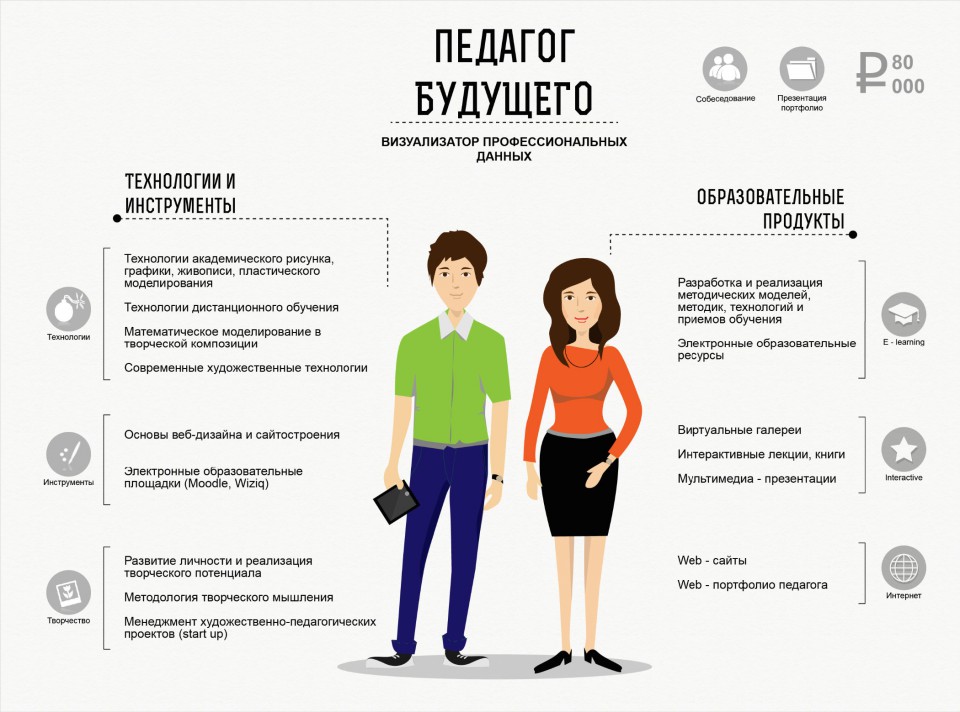 ПЕДАГОГ
БУДУЩЕГО
ВИЗУАЛИЗАТОР ПРОФЕССИОНАЛЬНЫХ
ДАННЫХ
Собеседование
Презентация
портфолио
₽ 80
000
ТЕХНОЛОГИИ И
ИНСТРУМЕНТЫ
Технологии
Технологии академического рисунка,
графики, живописи, пластического
моделирования
Технологии дистанционного обучения
Математическое моделирование в
творческой композиции
Современные художественные технологии
Инструменты
Основы веб-дизайна и сайтостроения
Электронные образовательные
площадки (Moodle, Wiziq)
Творчество
Развитие личности и реализация
творческого потенциала
Методология творческого мышления
Менеджмент художественно-педагогических
проектов (start up)
ОБРАЗОВАТЕЛЬНЫЕ
ПРОДУКТЫ
Разработка и реализация
методических моделей,
методик, технологий и
приемов обучения
Электронные образовательные
ресурсы
E - learning
Виртуальные галереи
Интерактивные лекции, книги
Мультимедиа - презентации
Interactive
Web - сайты
Web - портфолио педагога
Интернет